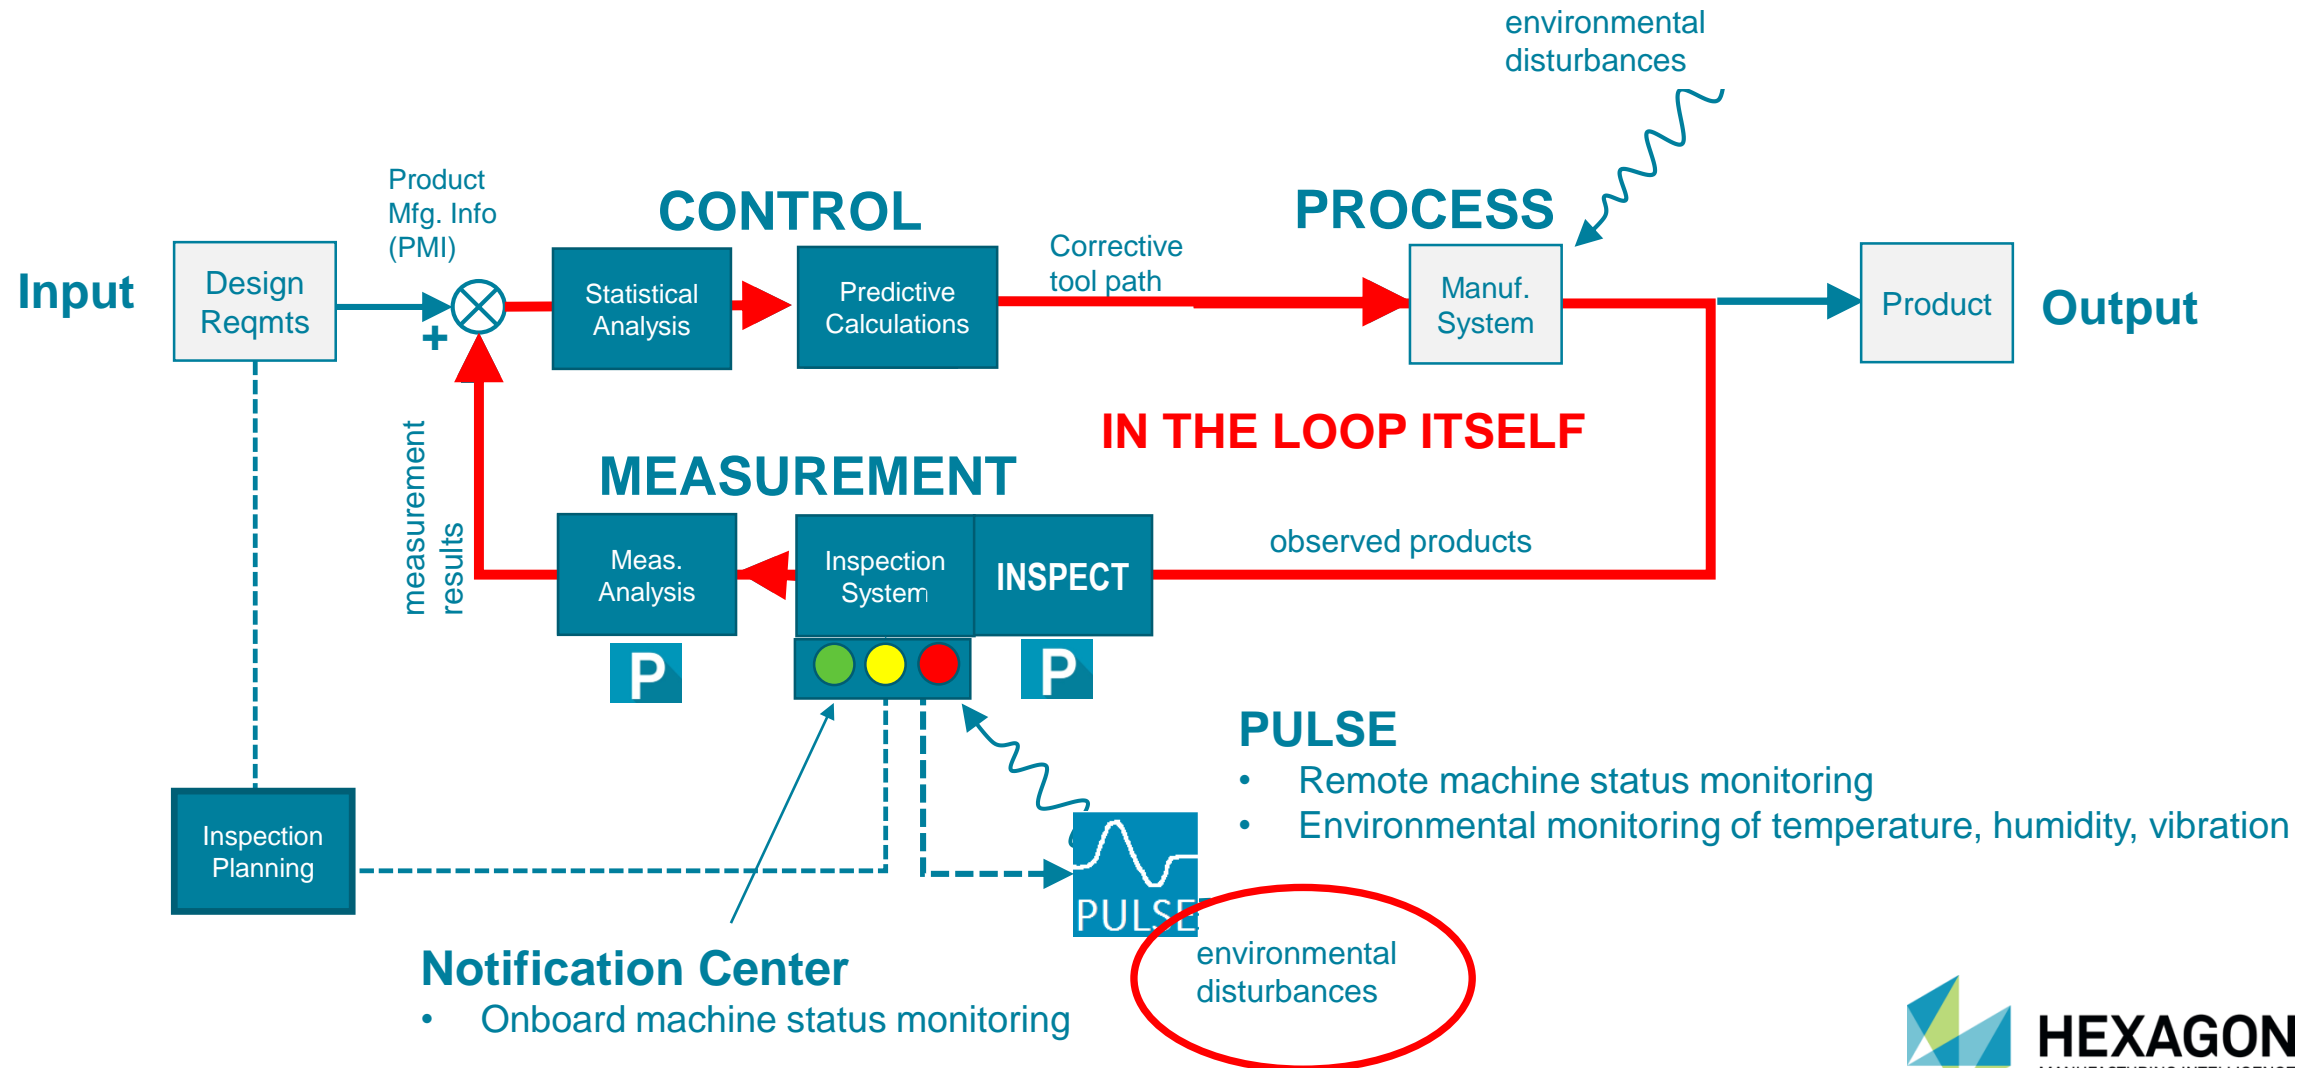 environmental
disturbances
Product
Mfg. Info
(PMI)
CONTROL
PROCESS
Input
Design
Reqmts
+
Statistical
Analysis
Predictive
Calculations
Corrective
tool path
Manuf.
System
Product
Output
IN THE LOOP ITSELF
measurement
results
MEASUREMENT
Meas.
Analysis
Inspection
System
INSPECT
observed products
P
P
PULSE
• Remote machine status monitoring
• Environmental monitoring of temperature, humidity, vibration
Inspection
Planning
PULSE
environmental
disturbances
Notification Center
• Onboard machine status monitoring
HEXAGON
MANUFACTURING INTELLIGENCE